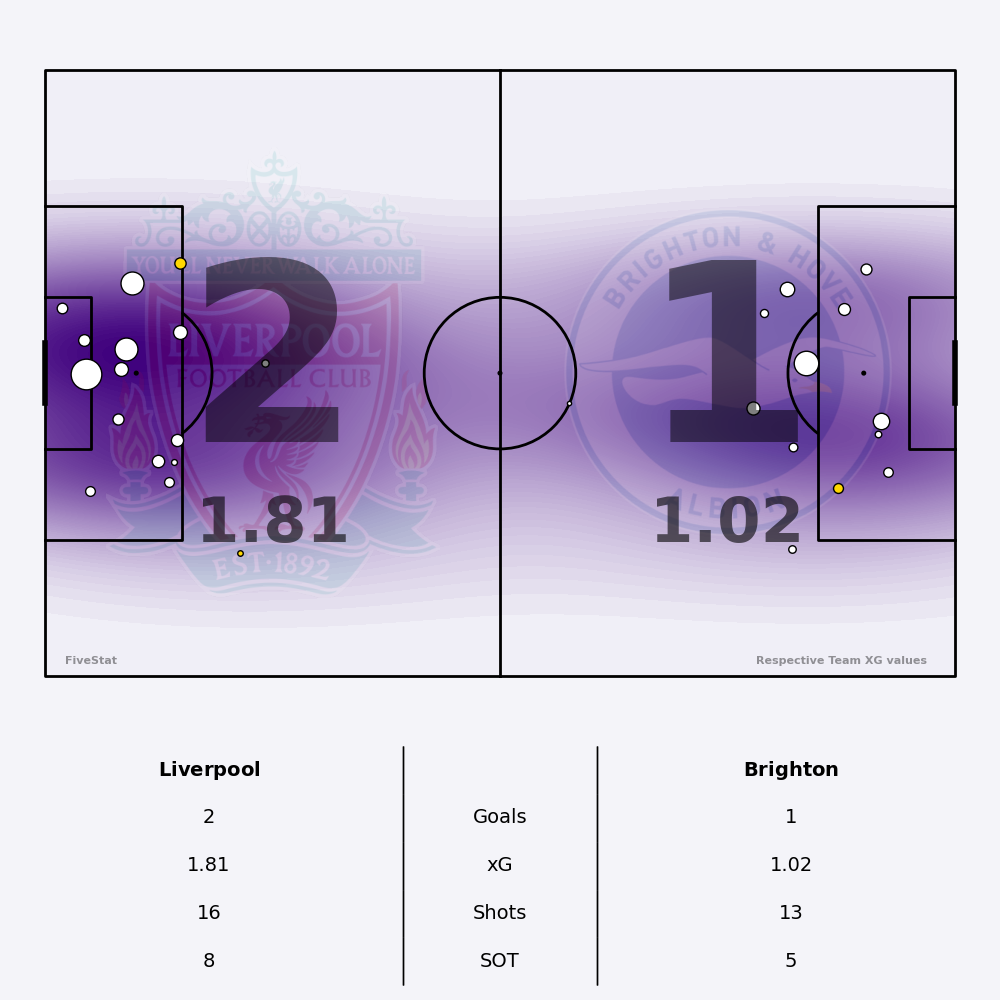 YOU'LL NEVER WALK ALONE
LIVERPOOL
FOOTBALL CLUB
EST·1892
BRIGHTON & HOVE
ALBION
2
1
1.81
1.02
FiveStat
Respective Team XG values
Liverpool Brighton
2 Goals 1
1.81 xG 1.02
16 Shots 13
8 SOT 5